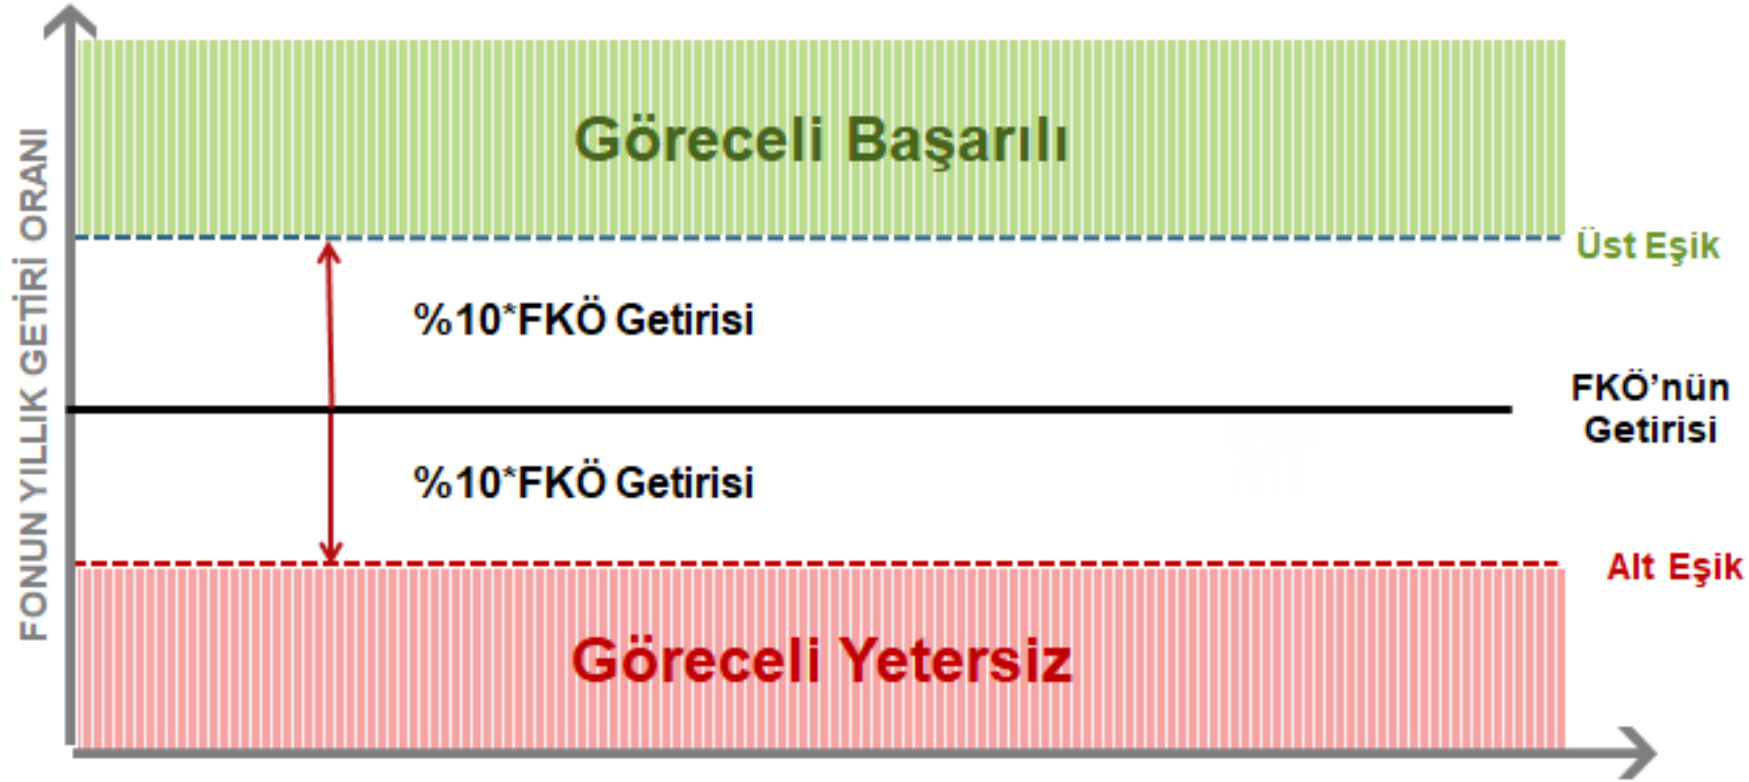 FONUN YILLIK GETİRİ ORANI
Göreceli Başarılı
Üst Eşik
%10*FKÖ Getirisi
FKÖ’nün
Getirisi
%10*FKÖ Getirisi
Alt Eşik
Göreceli Yetersiz